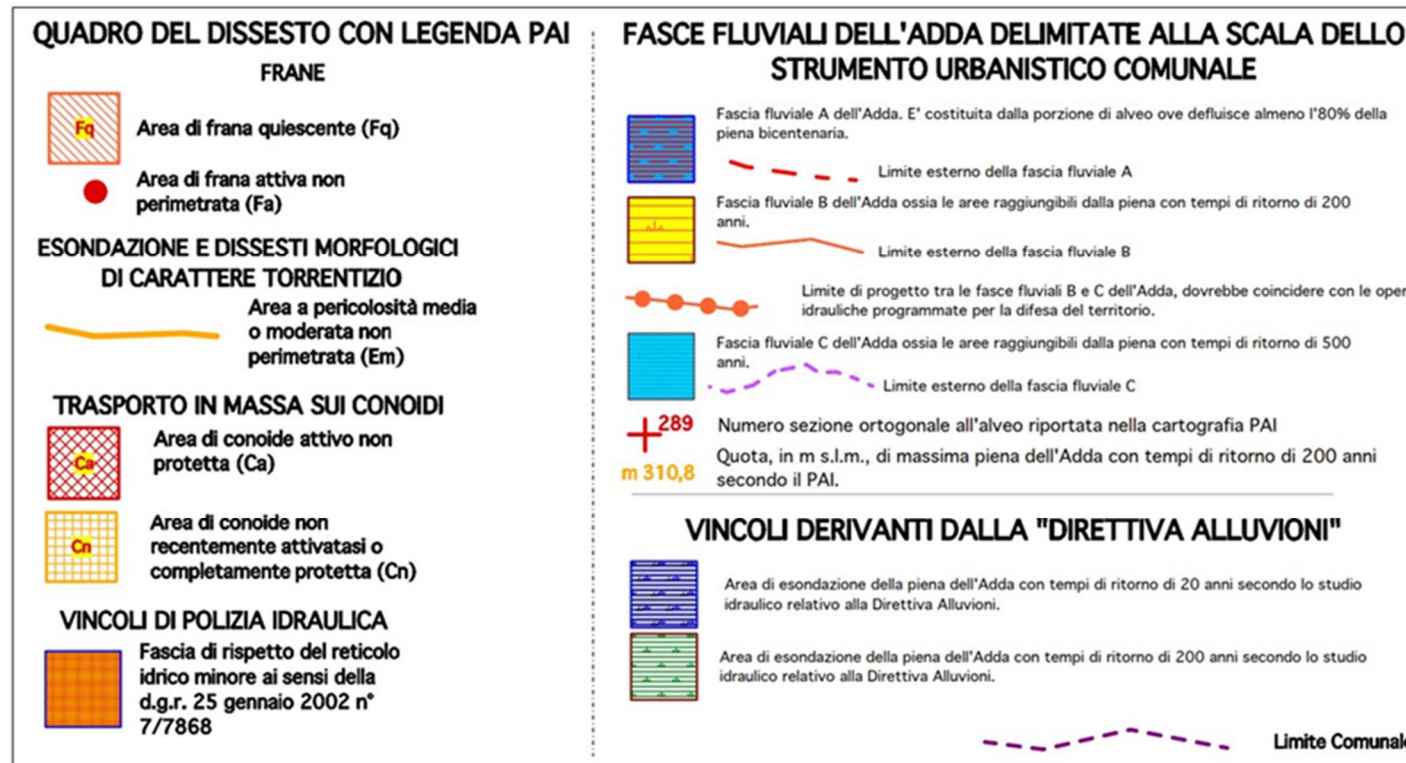 QUADRO DEL DISSESTO CON LEGENDA PAI
FRANE
Fq
Area di frana quiescente (Fq)
Area di frana attiva non
perimetrata (Fa)
ESONDAZIONE E DISSESTI MORFOLOGICI
DI CARATTERE TORRENTIZIO
Area a pericolosità media
o moderata non
perimetrata (Em)
TRASPORTO IN MASSA SUI CONOIDI
Ca
Area di conoide attivo non
protetta (Ca)
Cn
Area di conoide non
recentemente attivatasi o
completamente protetta (Cn)
VINCOLI DI POLIZIA IDRAULICA
Fascia di rispetto del reticolo
idrico minore ai sensi della
d.g.r. 25 gennaio 2002 n°
7/7868
FASCE FLUVIALI DELL'ADDA DELIMITATE ALLA SCALA DELLO
STRUMENTO URBANISTICO COMUNALE
Fascia fluviale A dell'Adda. E' costituita dalla porzione di alveo ove defluisce almeno l'80% della
piena bicentenaria.
Limite esterno della fascia fluviale A
Fascia fluviale B dell'Adda ossia le aree raggiungibili dalla piena con tempi di ritorno di 200
anni.
Limite esterno della fascia fluviale B
Limite di progetto tra le fasce fluviali B e C dell'Adda, dovrebbe coincidere con le oper
idrauliche programmate per la difesa del territorio.
Fascia fluviale C dell'Adda ossia le aree raggiungibili dalla piena con tempi di ritorno di 500
anni.
Limite esterno della fascia fluviale C
289
Numero sezione ortogonale all'alveo riportata nella cartografia PAI
m 310,8
Quota, in m s.l.m., di massima piena dell'Adda con tempi di ritorno di 200 anni
secondo il PAI.
VINCOLI DERIVANTI DALLA "DIRETTIVA ALLUVIONI"
Area di esondazione della piena dell'Adda con tempi di ritorno di 20 anni secondo lo studio
idraulico relativo alla Direttiva Alluvioni.
Area di esondazione della piena dell'Adda con tempi di ritorno di 200 anni secondo lo studio
idraulico relativo alla Direttiva Alluvioni.
Limite Comunale